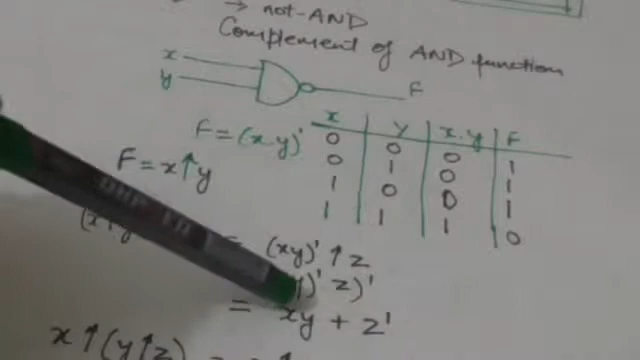 → not-AND
Complement of AND function
x
y
F
F = (x.y)'
F = x↑y
x y x.y F
0 0 0 1
0 1 0 1
1 0 0 1
1 1 1 0
= (xy)' ↑ z
)' z)'
= xy + z'
x↑(y↑z) =